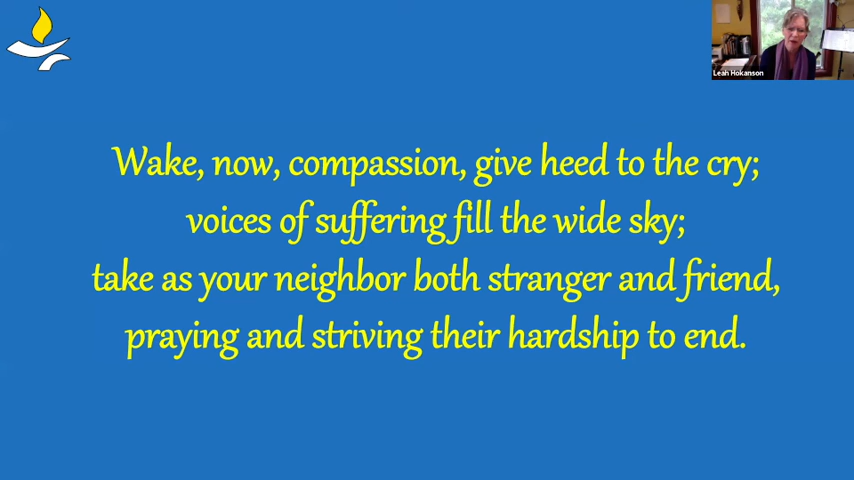 Leah Hokanson
Wake, now, compassion, give heed to the cry;
voices of suffering fill the wide sky;
take as your neighbor both stranger and friend,
praying and striving their hardship to end.